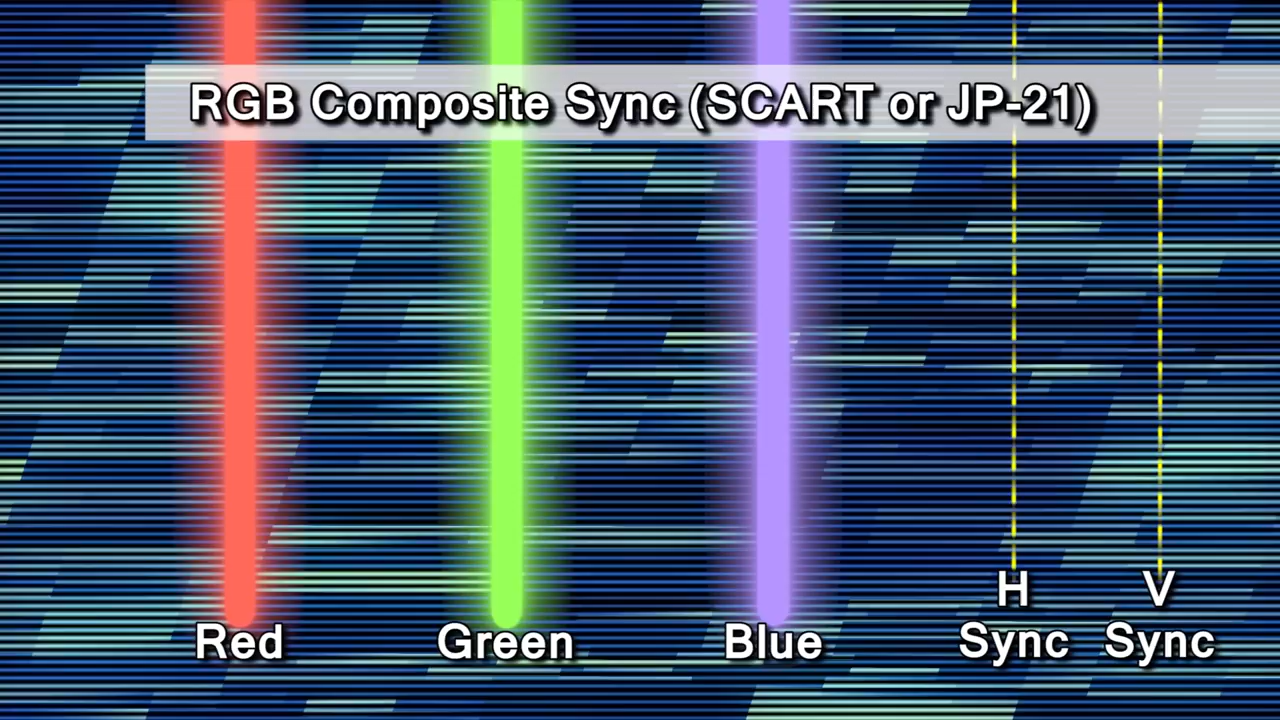 RGB Composite Sync (SCART or JP-21)
Red
Green
Blue
H
Sync
V
Sync